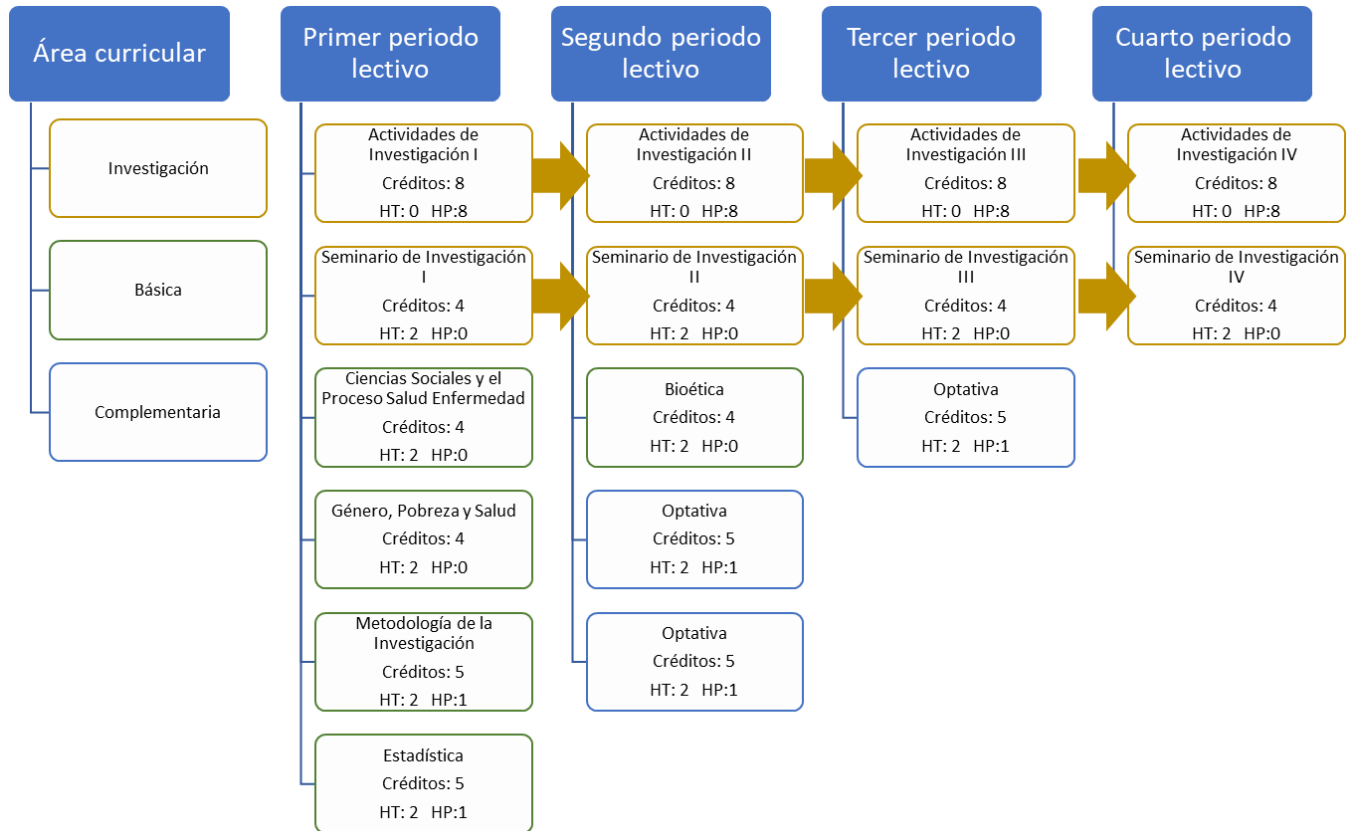 Área curricular
Investigación
Básica
Complementaria
Primer periodo
lectivo
Actividades de
Investigación I
Créditos: 8
HT: 0 HP:8
Seminario de Investigación
I
Créditos: 4
HT: 2 HP:0
Ciencias Sociales y el
Proceso Salud Enfermedad
Créditos: 4
HT: 2 HP:0
Género, Pobreza y Salud
Créditos: 4
HT: 2 HP:0
Metodología de la
Investigación
Créditos: 5
HT: 2 HP:1
Estadística
Créditos: 5
HT: 2 HP:1
Segundo periodo
lectivo
Actividades de
Investigación II
Créditos: 8
HT: 0 HP:8
Seminario de Investigación
II
Créditos: 4
HT: 2 HP:0
Bioética
Créditos: 4
HT: 2 HP:0
Optativa
Créditos: 5
HT: 2 HP:1
Optativa
Créditos: 5
HT: 2 HP:1
Tercer periodo
lectivo
Actividades de
Investigación III
Créditos: 8
HT: 0 HP:8
Seminario de Investigación
III
Créditos: 4
HT: 2 HP:0
Optativa
Créditos: 5
HT: 2 HP:1
Cuarto periodo
lectivo
Actividades de
Investigación IV
Créditos: 8
HT: 0 HP:8
Seminario de Investigación
IV
Créditos: 4
HT: 2 HP:0